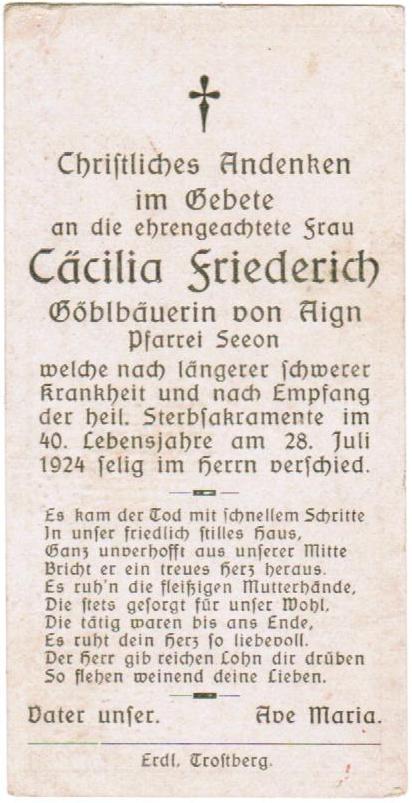 Christliches Andenken
im Gebete
an die ehrengeachtete Frau
Cäcilia Friederich
Göblbäuerin von Aign
Pfarrei Seeon
welche nach längerer schwerer
Krankheit und nach Empfang
der heil. Sterbsakramente im
40. Lebensjahre am 28. Juli
1924 selig im Herrn verschied.
Es kam der Tod mit schnellem Schritte
In unser friedlich stilles Haus,
Ganz unverhofft aus unserer Mitte
Bricht er ein treues Herz heraus.
Es ruh'n die fleißigen Mutterhände,
Die stets gesorgt für unser Wohl,
Die tätig waren bis ans Ende,
Es ruht dein Herz so liebevoll.
Der Herr gib reichen Lohn dir drüben
So flehen weinend deine Lieben.
Vater unser. Ave Maria.
Erdl, Trostberg.